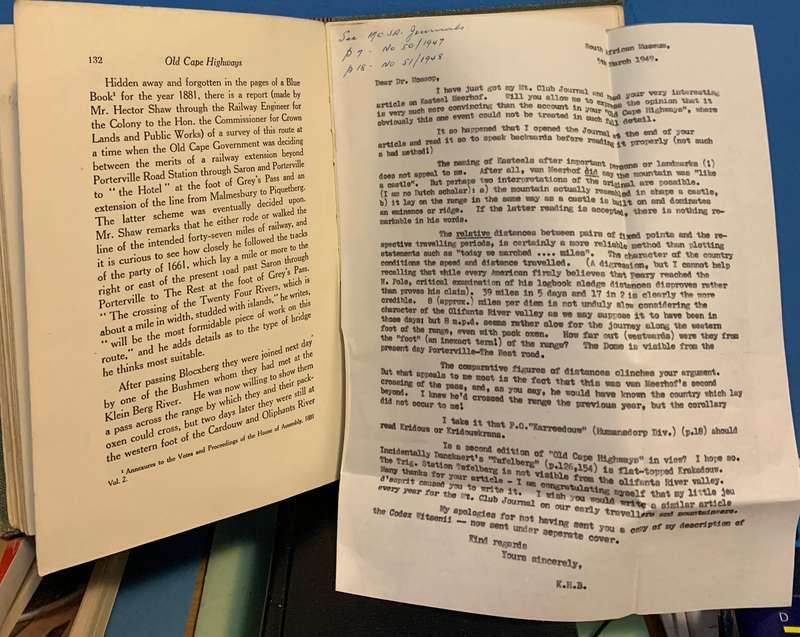 132 Old Cape Highways
Hidden away and forgotten in the pages of a Blue
Book¹ for the year 1881, there is a report (made by
Mr. Hector Shaw through the Railway Engineer for
the Colony to the Hon. the Commissioner for Crown
Lands and Public Works) of a survey of this route at
a time when the Old Cape Government was deciding
between the merits of a railway extension beyond
Porterville Road Station through Saron and Porterville
to “ the Hotel ” at the foot of Grey's Pass and an
extension of the line from Malmesbury to Piquetberg.
The latter scheme was eventually decided upon.
Mr. Shaw remarks that he either rode or walked the
line of the intended forty-seven miles of railway, and
it is curious to see how closely he followed the tracks
of the party of 1661, which lay a mile or more to the
right or east of the present road past Saron through
Porterville to The Rest at the foot of Grey's Pass.
“ The crossing of the Twenty Four Rivers, which is
about a mile in width, studded with islands,” he writes,
“ will be the most formidable piece of work on this
route,” and he adds details as to the type of bridge
he thinks most suitable.
After passing Blocxberg they were joined next day
by one of the Bushmen whom they had met at the
Klein Berg River. He was now willing to show them
a pass across the range by which they and their pack-
oxen could cross, but two days later they were still at
the western foot of the Cardouw and Oliphants River
¹ Annexures to the Votes and Proceedings of the House of Assembly, 1881
Vol. 2.
See M.C.S.A. Journals
p 7 - No 50/1947
p 18 - No 51/1948
South African Museum,
5th March 1949.
Dear Dr. Mossop,
I have just got my Mt. Club Journal and read your very interesting
article on Kasteel Meerhof. Will you allow me to express the opinion that it
is very much more convincing than the account in your "Old Cape Highways", where
obviously this one event could not be treated in such full detail.
It so happened that I opened the Journal at the end of your
article and read it so to speak backwards before reading it properly (not such
a bad method!)
The naming of Kasteels after important persons or landmarks (!)
does not appeal to me. After all, van Meerhof did say the mountain was "like
a castle". But perhaps two interpretations of the original are possible.
(I am no Dutch scholar): a) the mountain actually resembled in shape a castle,
b) it lay on the range in the same way as a castle is built on and dominates
an eminence or ridge. If the latter reading is accepted, there is nothing re-
markable in his words.
The relative distances between pairs of fixed points and the re-
spective travelling periods, is certainly a more reliable method than plotting
statements such as "today we marched .... miles". The character of the country
conditions the speed and distance travelled. (A digression, but I cannot help
recalling that while every American firmly believes that Peary reached the
N. Pole, critical examination of his logbook sledge distances disproves rather
than proves his claim). 39 miles in 5 days and 17 in 2 is clearly the more
credible. 8 (approx.) miles per diem is not unduly slow considering the
character of the Olifants River valley as we may suppose it to have been in
those days; but 8 m.p.d. seems rather slow for the journey along the western
foot of the range, even with pack oxen. How far out (westwards) were they from
the "foot" (an inexact term) of the range? The Dome is visible from the
present day Porterville-The Rest road.
The comparative figures of distances clinches your argument.
But what appeals to me most is the fact that this was van Meerhof's second
crossing of the pass, and, as you say, he would have known the country which lay
beyond. I knew he'd crossed the range the previous year, but the corollary
did not occur to me!
I take it that P.O."Karreedouw" (Humansdorp Div.) (p.18) should
read Kridouw or Kridouwkrans.
Is a second edition of "Old Cape Highways" in view? I hope so.
Incidentally Danckaert's "Tafelberg" (p.126,154) is flat-topped Krakadouw.
The Trig. Station Tafelberg is not visible from the olifants River valley.
Many thanks for your article - I am congratulating myself that my little jeu
d'esprit caused you to write it. I wish you would write a similar article
every year for the Mt. Club Journal on our early travellers and mountaineers.
My apologies for not having sent you a copy of my description of
the Codex Witsenii -- now sent under seperate cover.
Kind regards
Yours sincerely,
K.H.B.